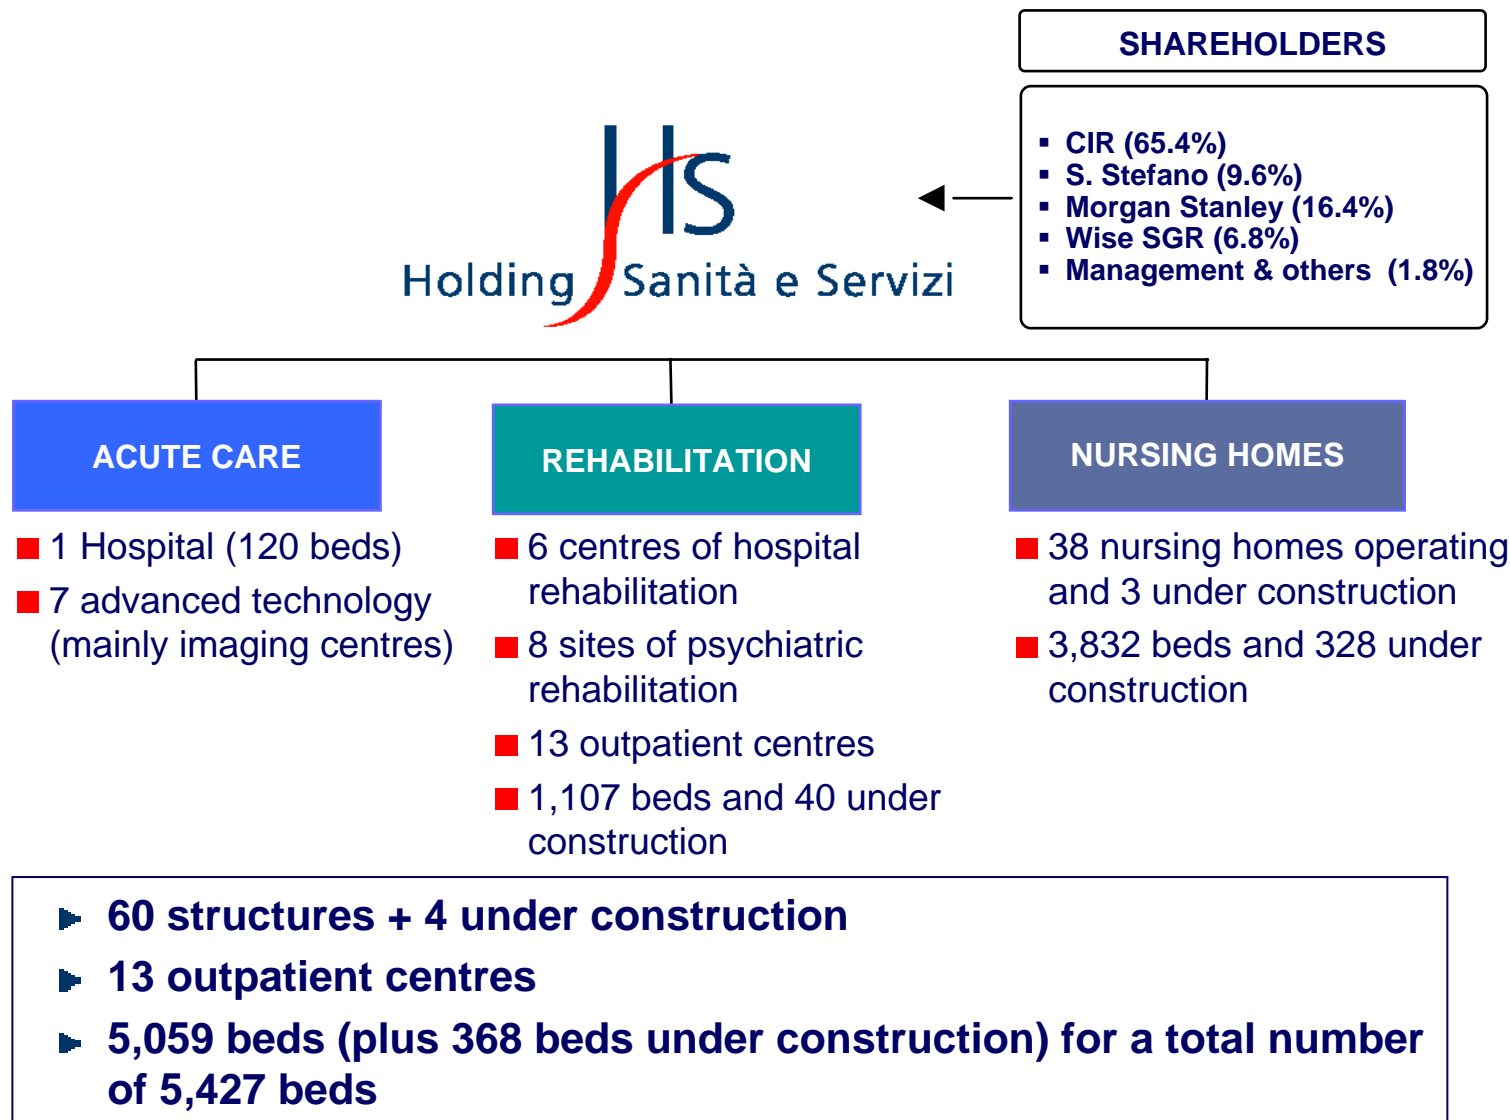 SHAREHOLDERS
▪ CIR (65.4%)
▪ S. Stefano (9.6%)
▪ Morgan Stanley (16.4%)
▪ Wise SGR (6.8%)
▪ Management & others (1.8%)
HS
Holding Sanità e Servizi
ACUTE CARE
■ 1 Hospital (120 beds)
■ 7 advanced technology
(mainly imaging centres)
REHABILITATION
■ 6 centres of hospital
rehabilitation
■ 8 sites of psychiatric
rehabilitation
■ 13 outpatient centres
■ 1,107 beds and 40 under
construction
NURSING HOMES
■ 38 nursing homes operating
and 3 under construction
■ 3,832 beds and 328 under
construction
► 60 structures + 4 under construction
► 13 outpatient centres
► 5,059 beds (plus 368 beds under construction) for a total number
of 5,427 beds